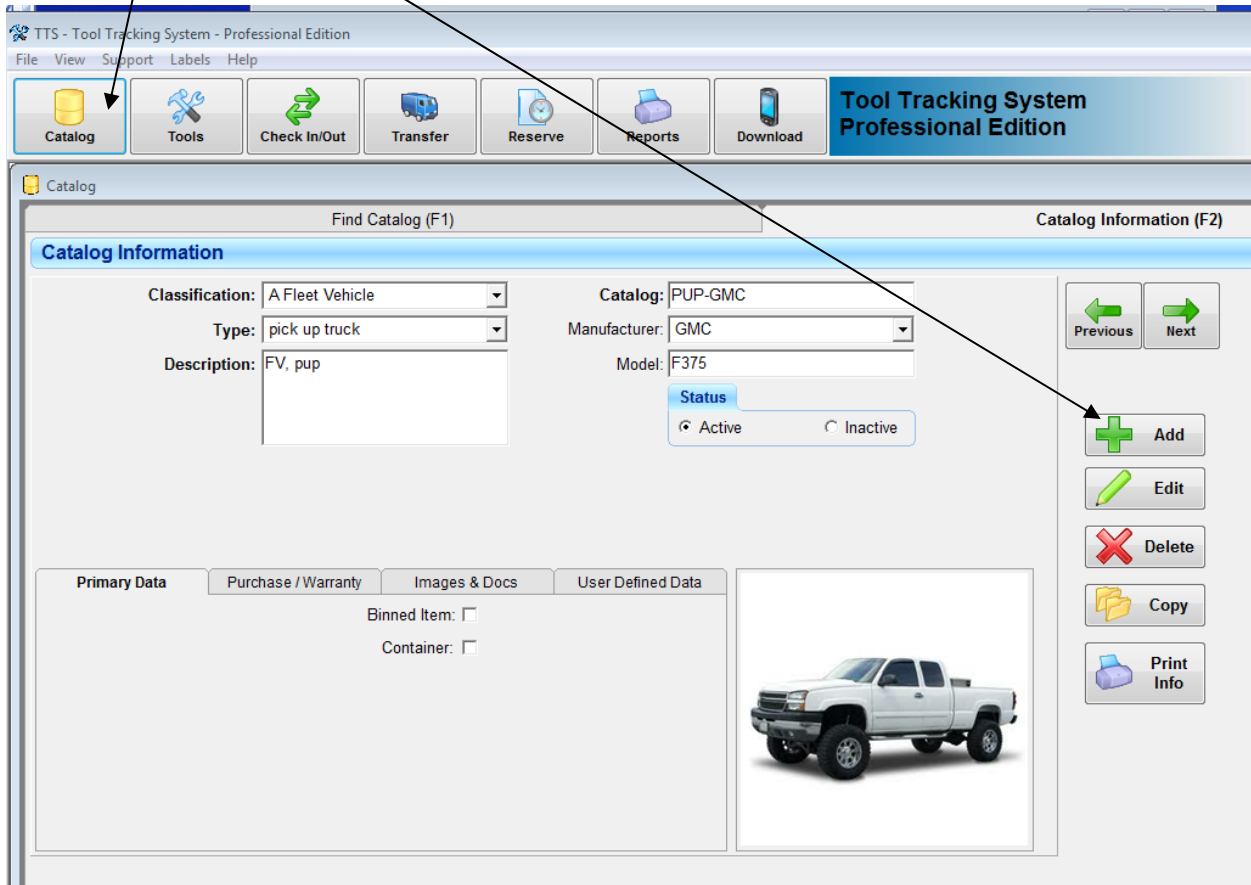 TTS - Tool Tracking System - Professional Edition
File View Support Labels Help
Catalog Tools Check In/Out Transfer Reserve Reports Download
Tool Tracking System
Professional Edition
Catalog
Find Catalog (F1) Catalog Information (F2)
Catalog Information
Classification: A Fleet Vehicle Catalog: PUP-GMC
Type: pick up truck Manufacturer: GMC
Previous Next
Description: FV, pup Model: F375
Status
Active Inactive
Add
Edit
Delete
Primary Data Purchase / Warranty Images & Docs User Defined Data
Binned Item:
Copy
Container:
Print
Info